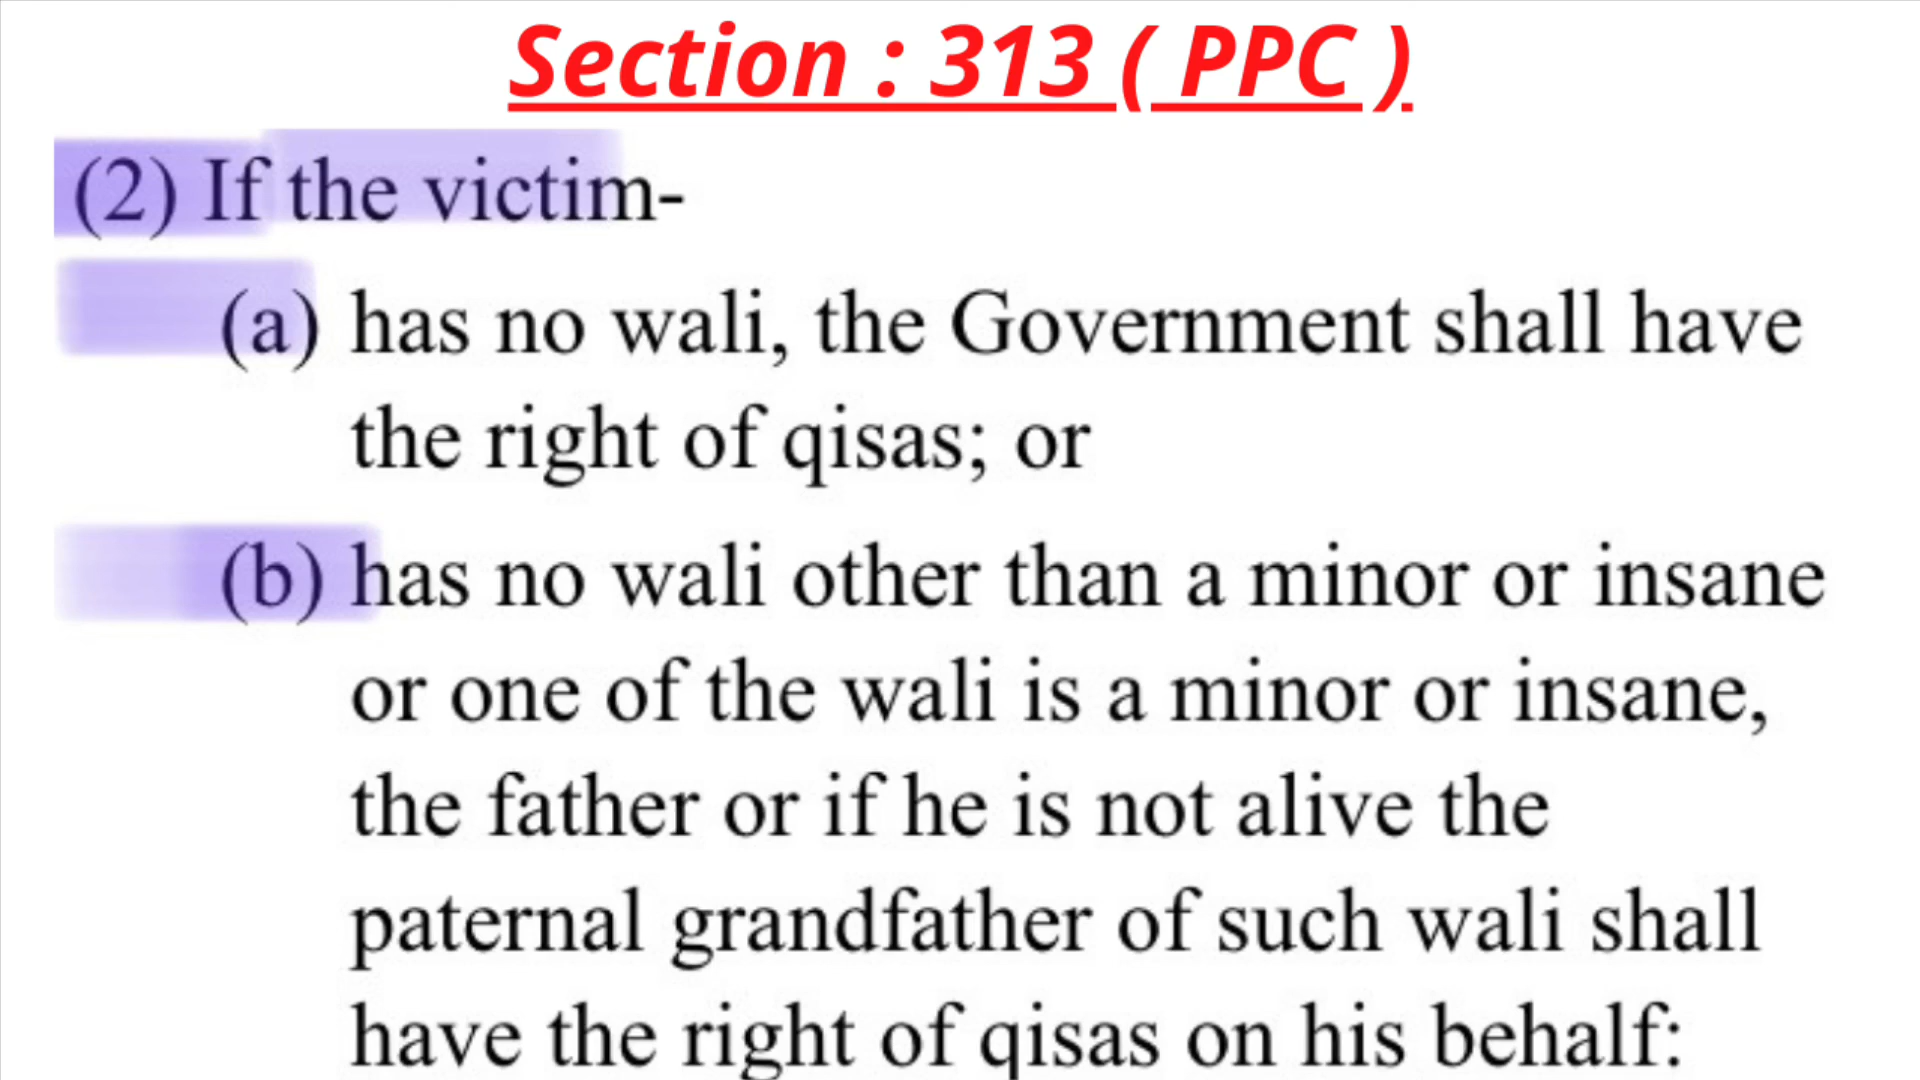 Section : 313 ( PPC )
(2) If the victim-
(a) has no wali, the Government shall have
the right of qisas; or
(b) has no wali other than a minor or insane
or one of the wali is a minor or insane,
the father or if he is not alive the
paternal grandfather of such wali shall
have the right of qisas on his behalf: